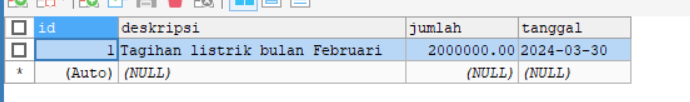 id deskripsi jumlah tanggal
1 Tagihan listrik bulan Februari 2000000.00 2024-03-30
* (Auto) (NULL) (NULL) (NULL)